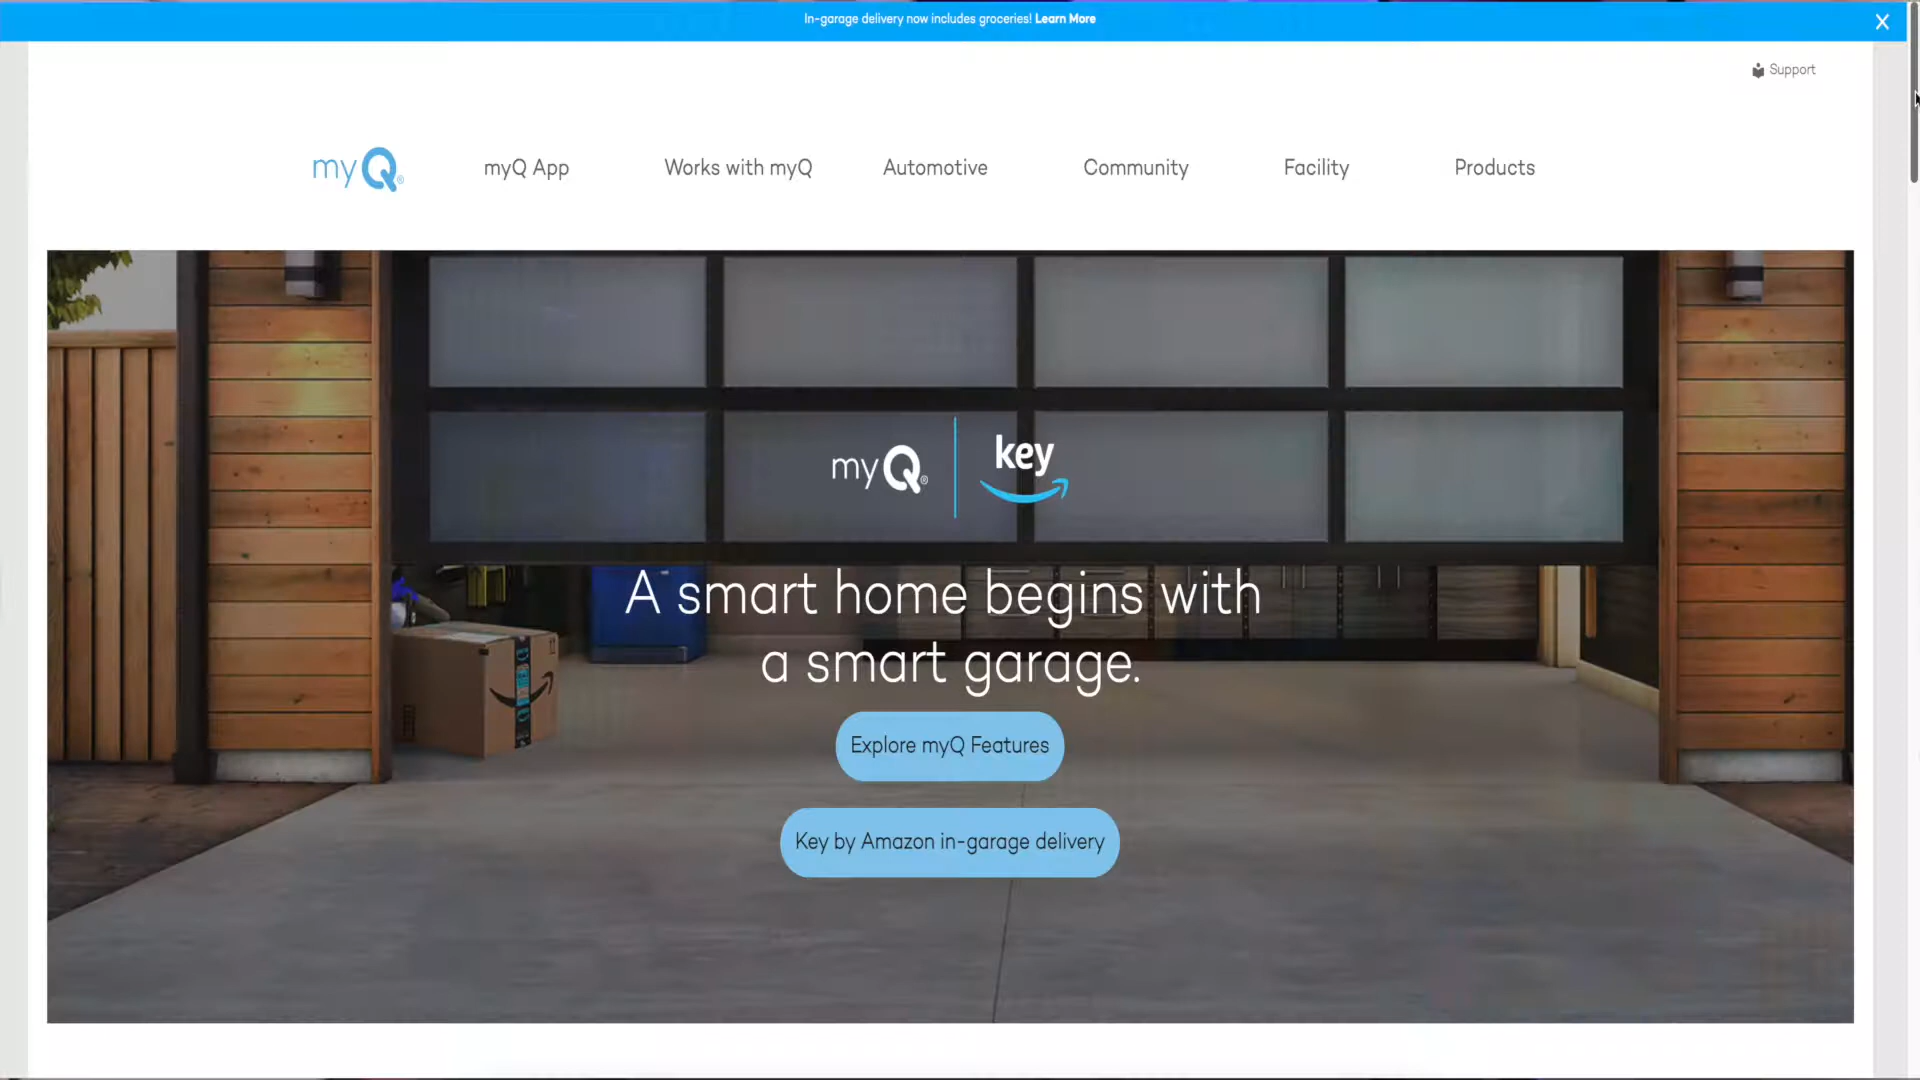 In-garage delivery now includes groceries! Learn More
X
Support
myQ®
myQ App
Works with myQ
Automotive
Community
Facility
Products
myQ®
key
A smart home begins with
a smart garage.
Explore myQ Features
Key by Amazon in-garage delivery